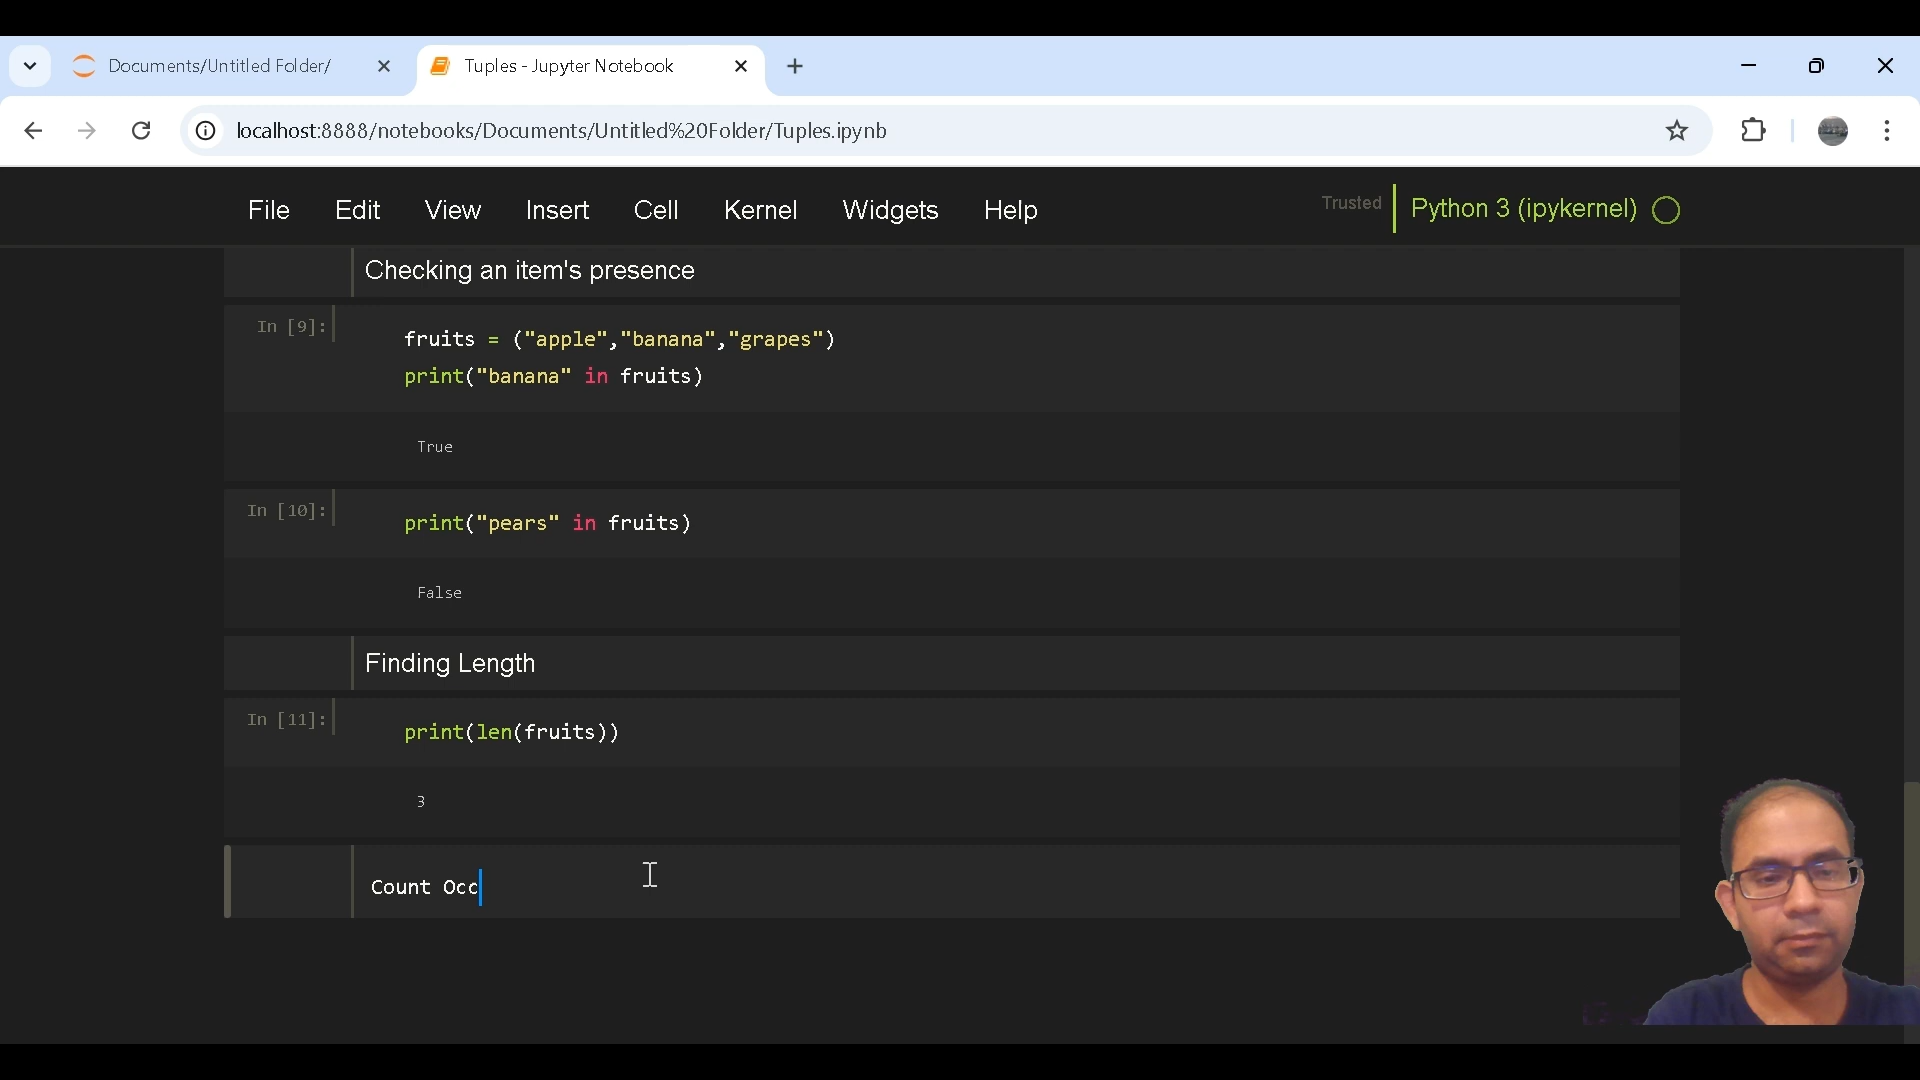 Documents/Untitled Folder/
Tuples - Jupyter Notebook
localhost:8888/notebooks/Documents/Untitled%20Folder/Tuples.ipynb
File Edit View Insert Cell Kernel Widgets Help
Trusted
Python 3 (ipykernel)
Checking an item's presence
In [9]:
fruits = ("apple","banana","grapes")
print("banana" in fruits)
True
In [10]:
print("pears" in fruits)
False
Finding Length
In [11]:
print(len(fruits))
3
Count Occ